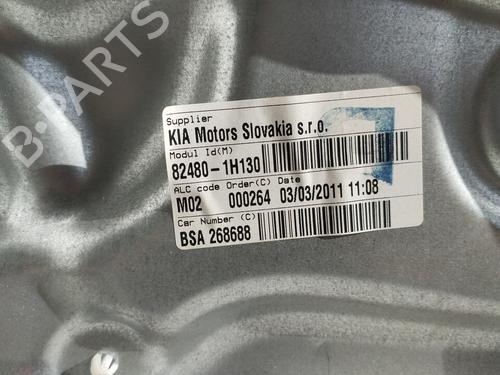 Supplier
KIA Motors Slovakia s.r.o.
Modul Id(M)
82480-1H130
ALC code Order(C) Date
M02 000264 03/03/2011 11:08
Car Number (C)
BSA 268688
B-PARTS